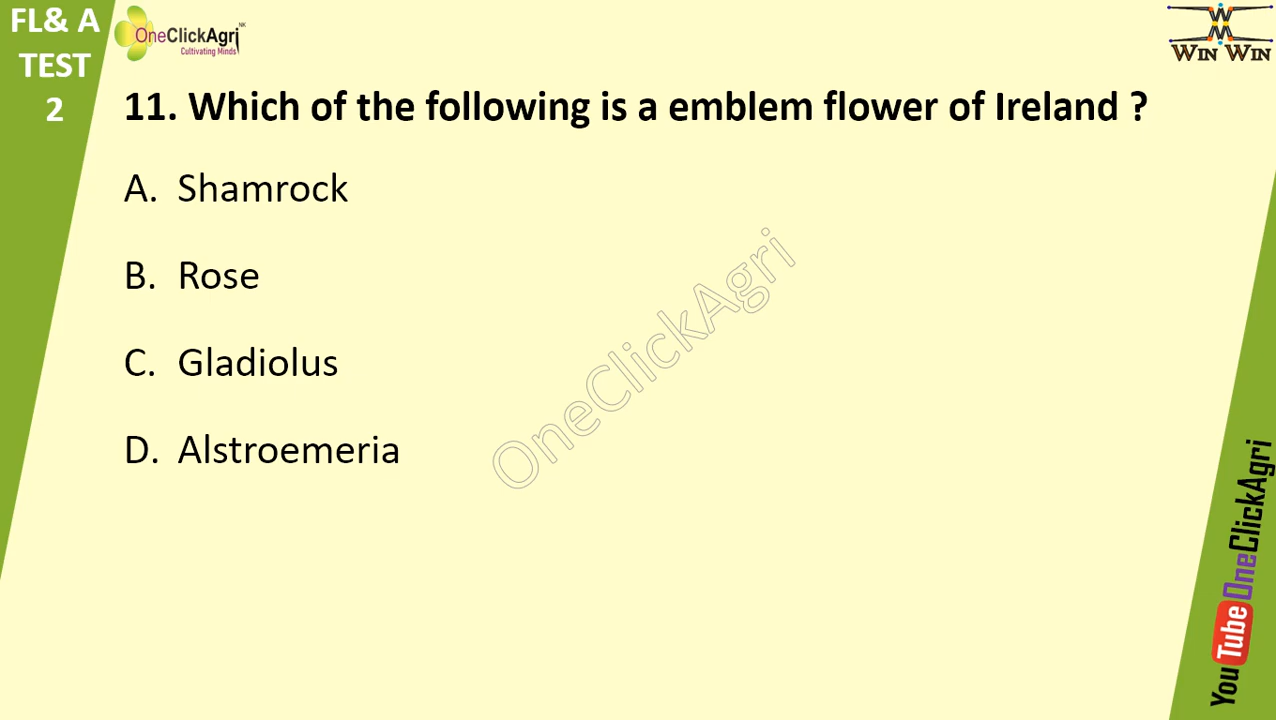 FL& A
TEST
2
OneClickAgri NK
Cultivating Minds
WIN WIN
11. Which of the following is a emblem flower of Ireland ?
A. Shamrock
B. Rose
C. Gladiolus
D. Alstroemeria
OneClickAgri
YouTube OneClickAgri